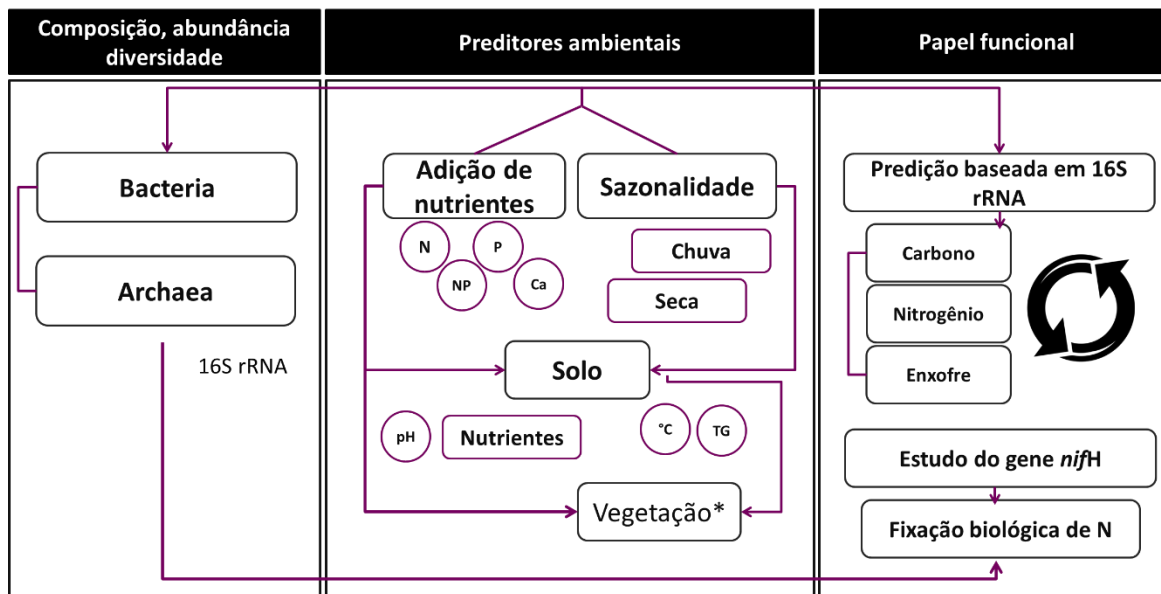 Composição, abundância
diversidade
Preditores ambientais
Papel funcional
Bacteria
Archaea
16S rRNA
Adição de
nutrientes
Sazonalidade
N
P
NP
Ca
Chuva
Seca
Solo
pH
Nutrientes
°C
TG
Vegetação*
Predição baseada em 16S
rRNA
Carbono
Nitrogênio
Enxofre
Estudo do gene nifH
Fixação biológica de N